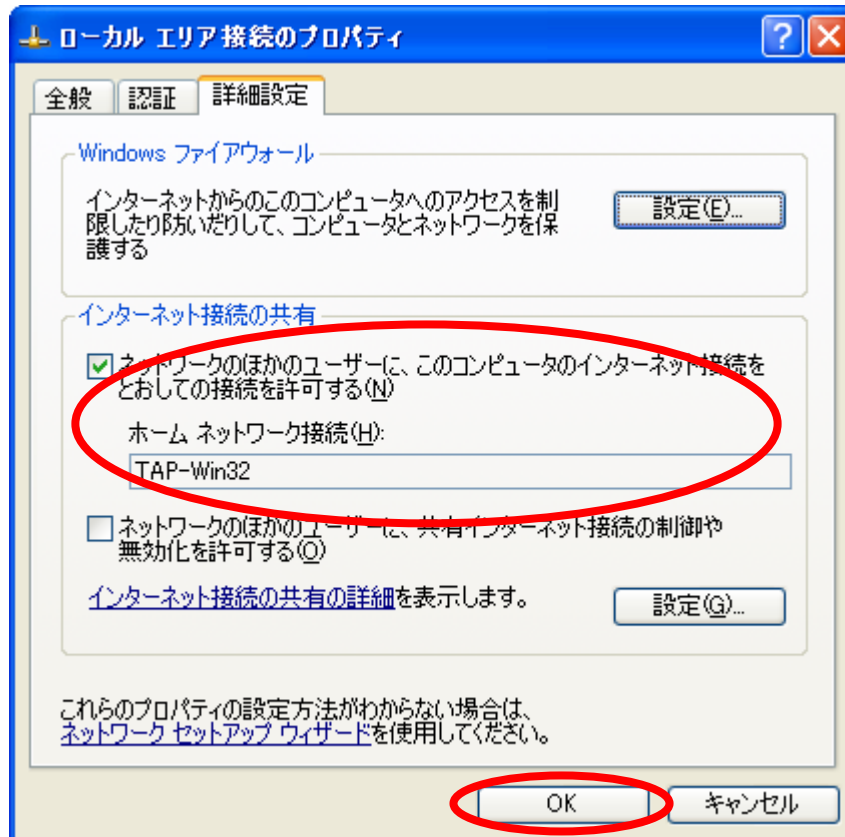 ローカル エリア接続のプロパティ
全般
認証
詳細設定
Windows ファイアウォール
インターネットからのこのコンピュータへのアクセスを制
限したり防いだりして、コンピュータとネットワークを保
護する
設定(E)...
インターネット接続の共有
ネットワークのほかのユーザーに、このコンピュータのインターネット接続を
とおしての接続を許可する(N)
ホーム ネットワーク接続(H):
TAP-Win32
ネットワークのほかのユーザーに、共有インターネット接続の制御や
無効化を許可する(O)
インターネット接続の共有の詳細を表示します。
設定(G)...
これらのプロパティの設定方法がわからない場合は、
ネットワーク セットアップ ウィザードを使用してください。
OK
キャンセル